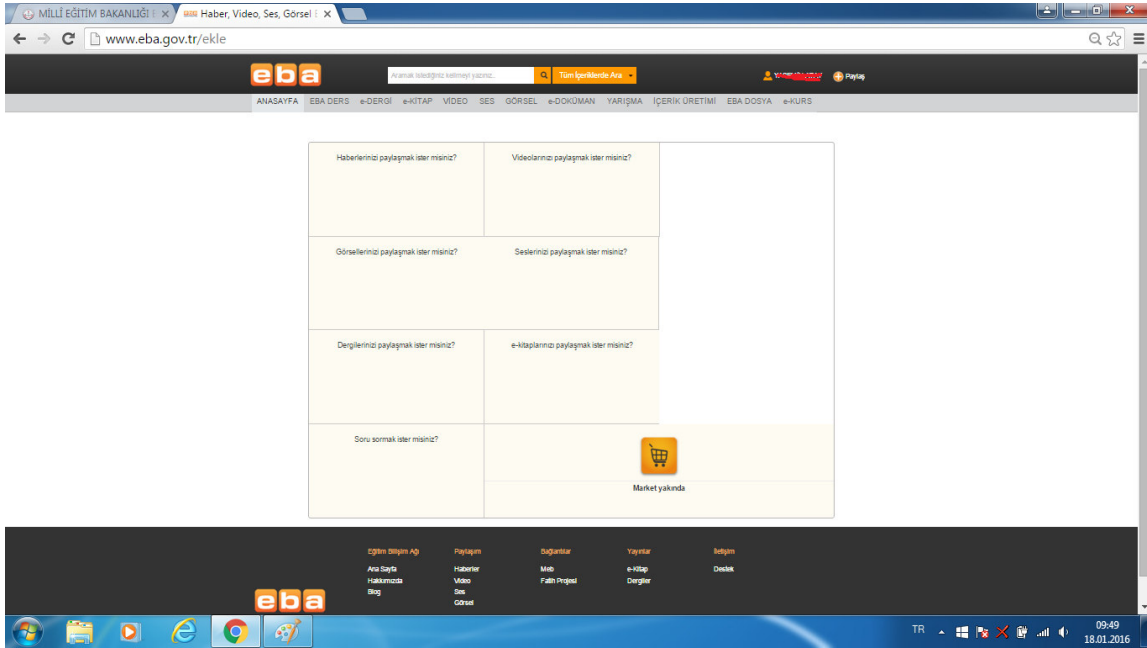 MİLLÎ EĞİTİM BAKANLIĞI
Haber, Video, Ses, Görsel
www.eba.gov.tr/ekle
eba
Aramak istediğiniz kelimeyi yazınız..
Tüm İçeriklerde Ara
Paylaş
ANASAYFA EBA DERS e-DERGİ e-KİTAP VİDEO SES GÖRSEL e-DOKÜMAN YARIŞMA İÇERİK ÜRETİMİ EBA DOSYA e-KURS
Haberlerinizi paylaşmak ister misiniz? Videolarınızı paylaşmak ister misiniz?
Görsellerinizi paylaşmak ister misiniz? Seslerinizi paylaşmak ister misiniz?
Dergilerinizi paylaşmak ister misiniz? e-kitaplarınızı paylaşmak ister misiniz?
Soru sormak ister misiniz?
Market yakında
Eğitim Bilişim Ağı Paylaşım Bağlantılar Yayınlar İletişim
Ana Sayfa Haberler Meb e-Kitap Destek
Hakkımızda Video Fatih Projesi Dergiler
Blog Ses
Görsel
eba
TR
09:49
18.01.2016